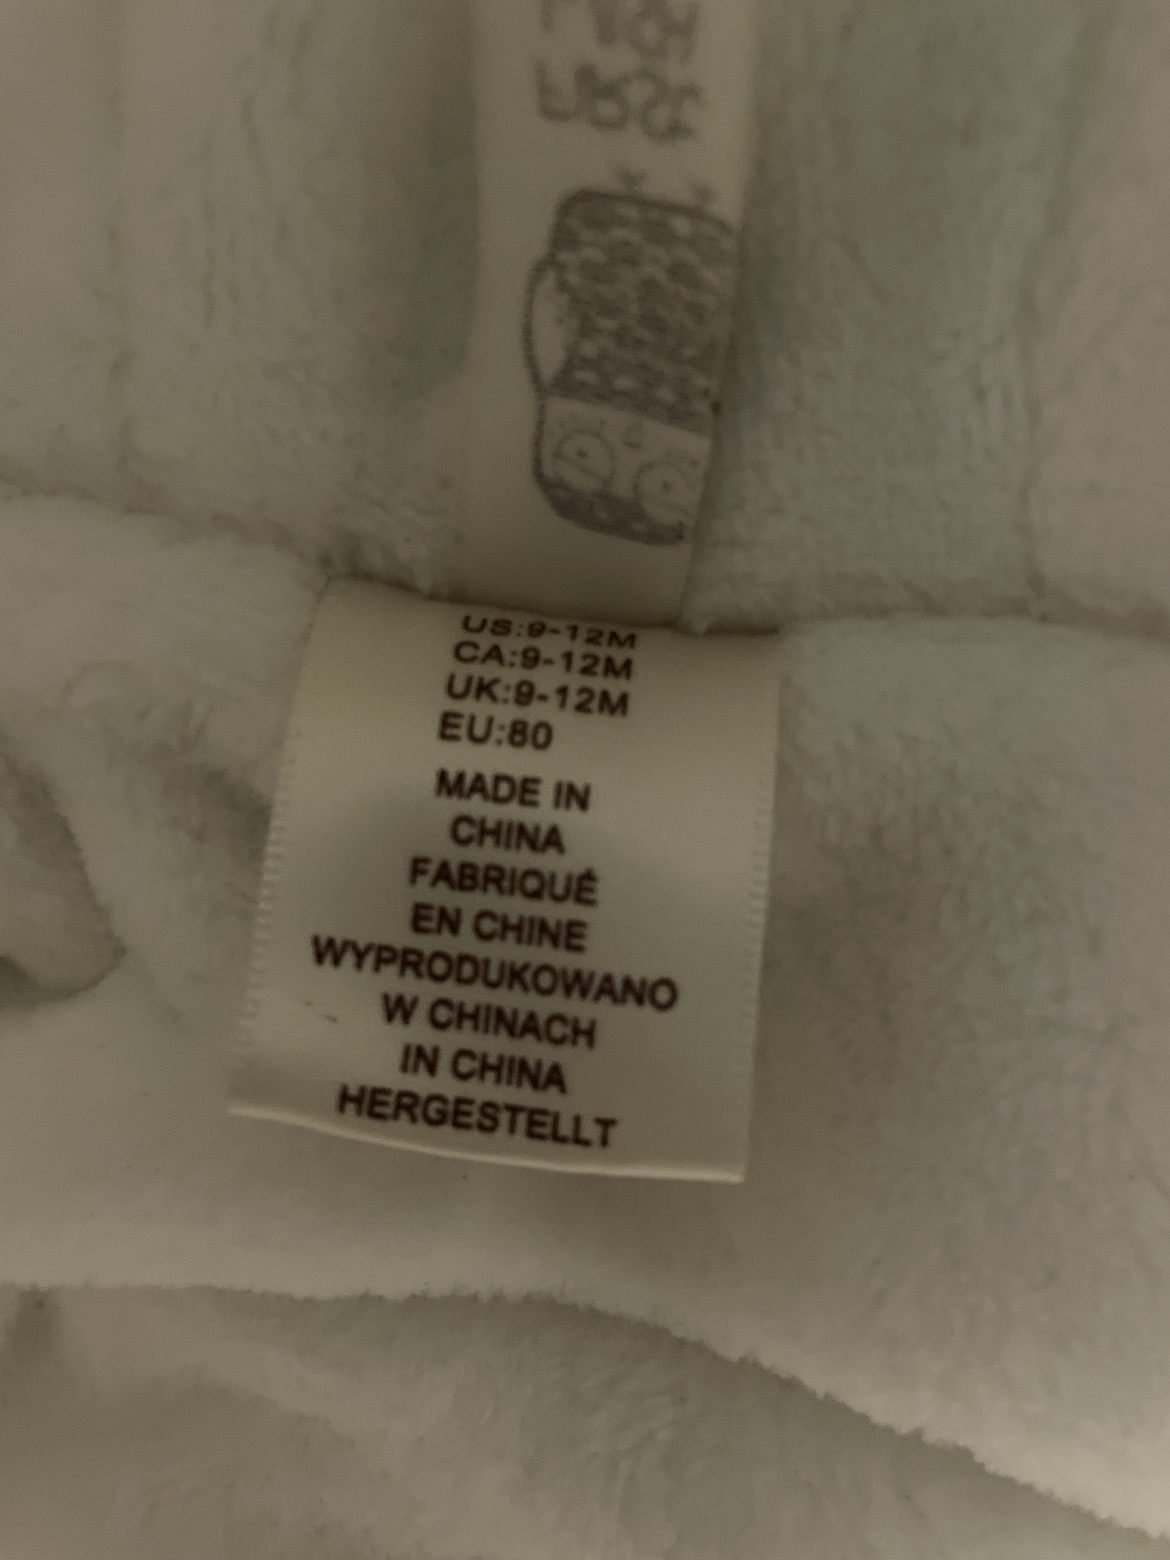 US:9-12M
CA:9-12M
UK:9-12M
EU:80
MADE IN
CHINA
FABRIQUÉ
EN CHINE
WYPRODUKOWANO
W CHINACH
IN CHINA
HERGESTELLT